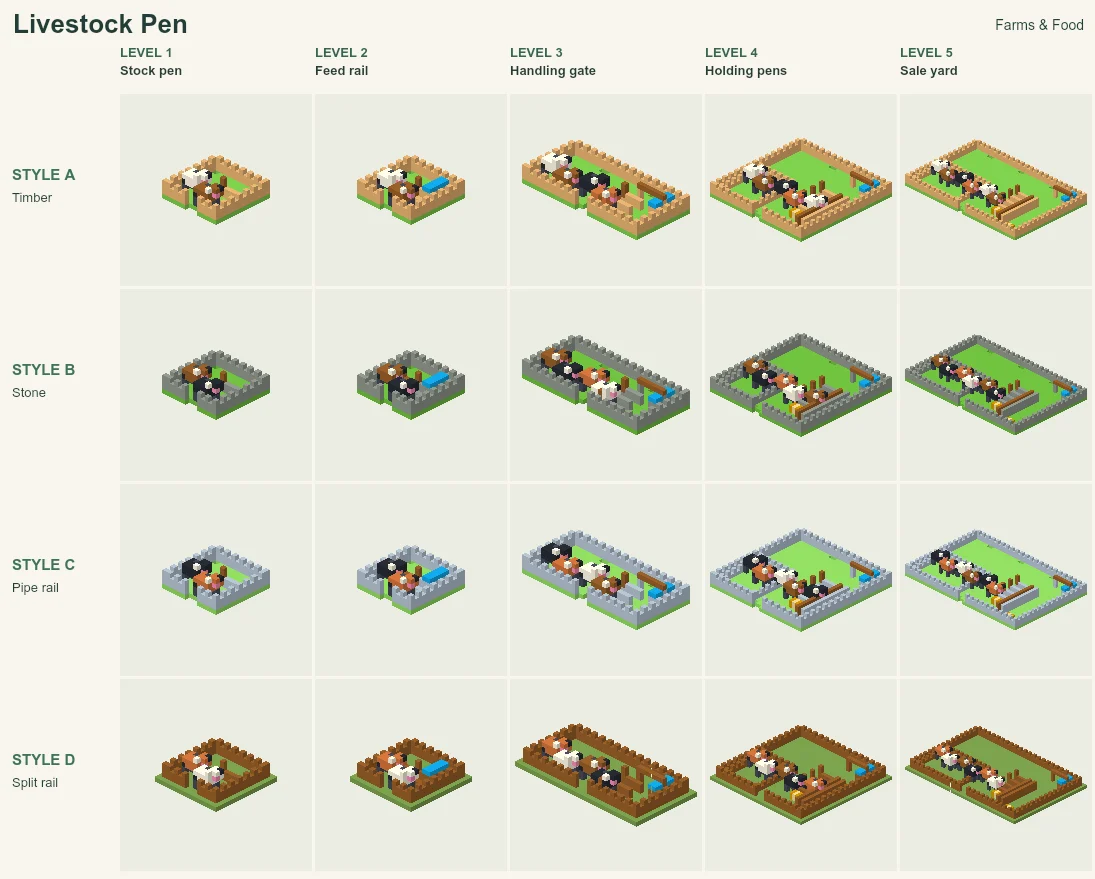 Livestock Pen
Farms & Food
LEVEL 1
Stock pen
LEVEL 2
Feed rail
LEVEL 3
Handling gate
LEVEL 4
Holding pens
LEVEL 5
Sale yard
STYLE A
Timber
STYLE B
Stone
STYLE C
Pipe rail
STYLE D
Split rail